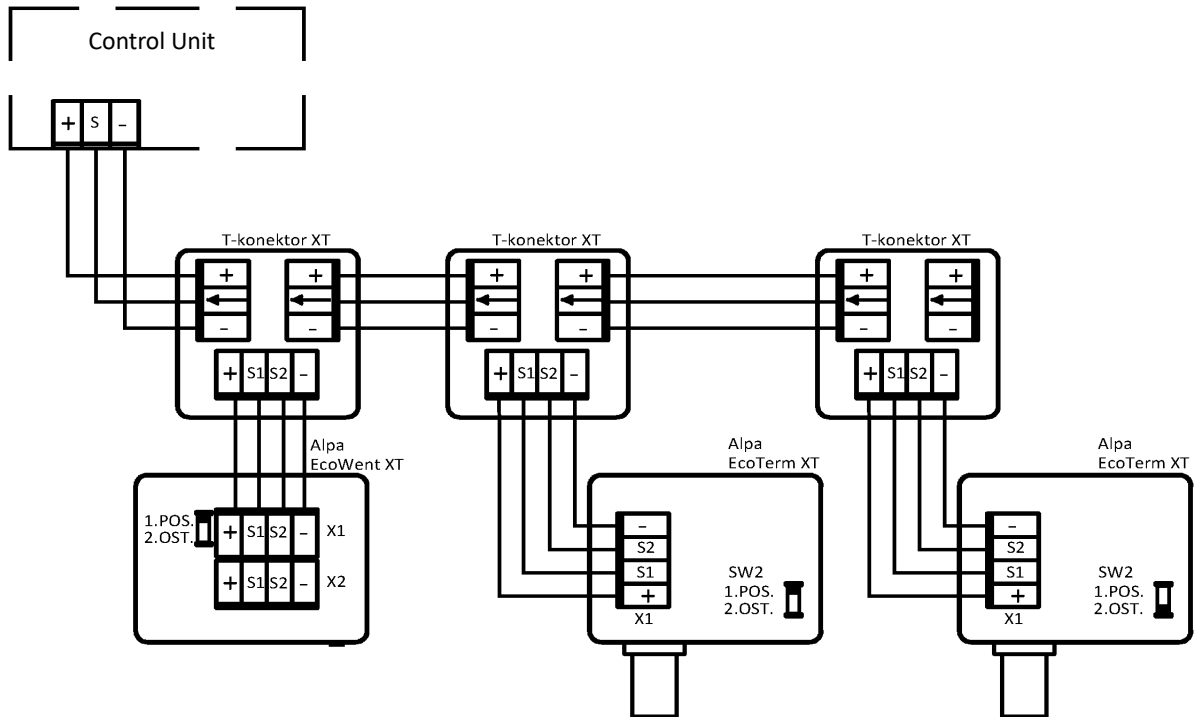 Control Unit
+ S –
T-konektor XT
T-konektor XT
T-konektor XT
+ +
– –
+ S1 S2 –
+ +
– –
+ S1 S2 –
+ +
– –
+ S1 S2 –
Alpa
EcoWent XT
1.POS.
2.OST.
+ S1 S2 –
X1
+ S1 S2 –
X2
Alpa
EcoTerm XT
–
S2
S1
+
X1
SW2
1.POS.
2.OST.
Alpa
EcoTerm XT
–
S2
S1
+
X1
SW2
1.POS.
2.OST.